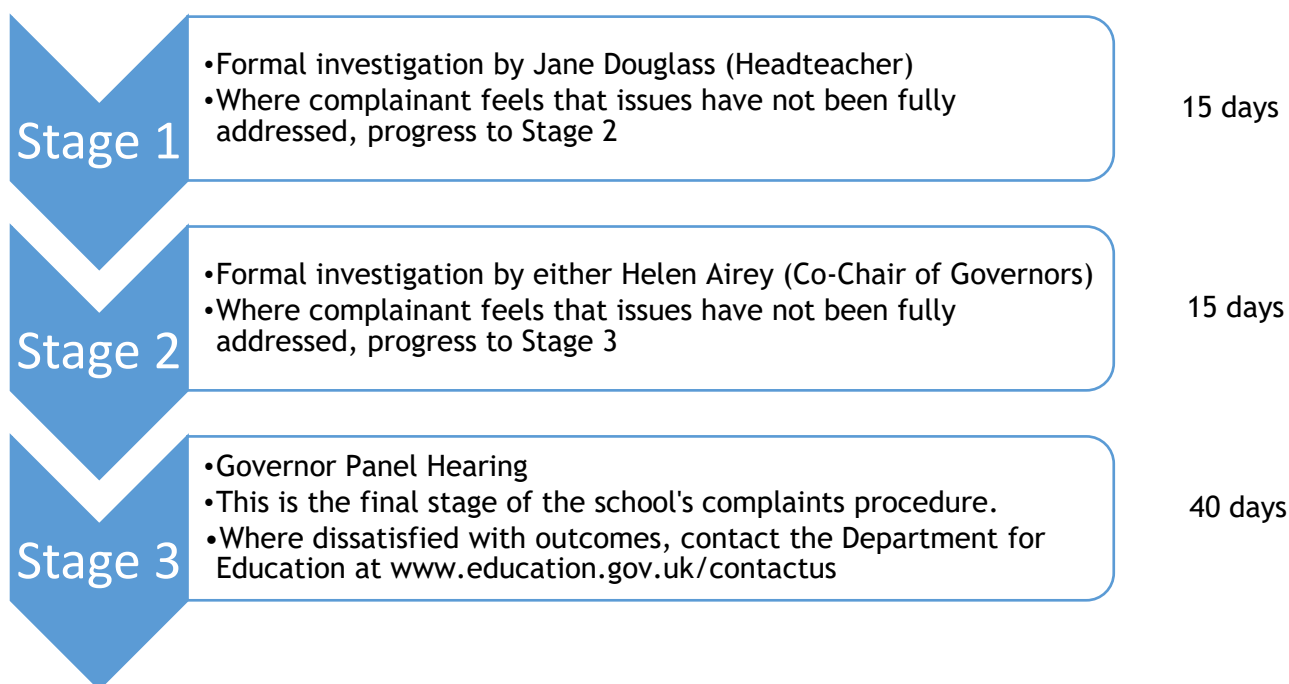 Stage 1
•Formal investigation by Jane Douglass (Headteacher)
•Where complainant feels that issues have not been fully
addressed, progress to Stage 2
15 days
Stage 2
•Formal investigation by either Helen Airey (Co-Chair of Governors)
•Where complainant feels that issues have not been fully
addressed, progress to Stage 3
15 days
Stage 3
•Governor Panel Hearing
•This is the final stage of the school's complaints procedure.
•Where dissatisfied with outcomes, contact the Department for
Education at www.education.gov.uk/contactus
40 days